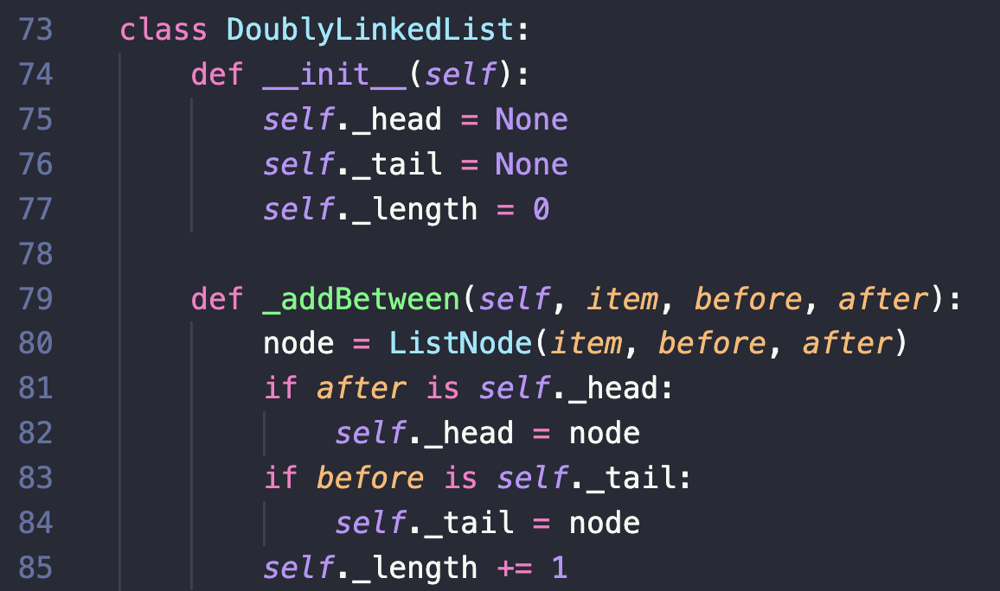 73 class DoublyLinkedList:
74 def __init__(self):
75 self._head = None
76 self._tail = None
77 self._length = 0
78
79 def _addBetween(self, item, before, after):
80 node = ListNode(item, before, after)
81 if after is self._head:
82 self._head = node
83 if before is self._tail:
84 self._tail = node
85 self._length += 1